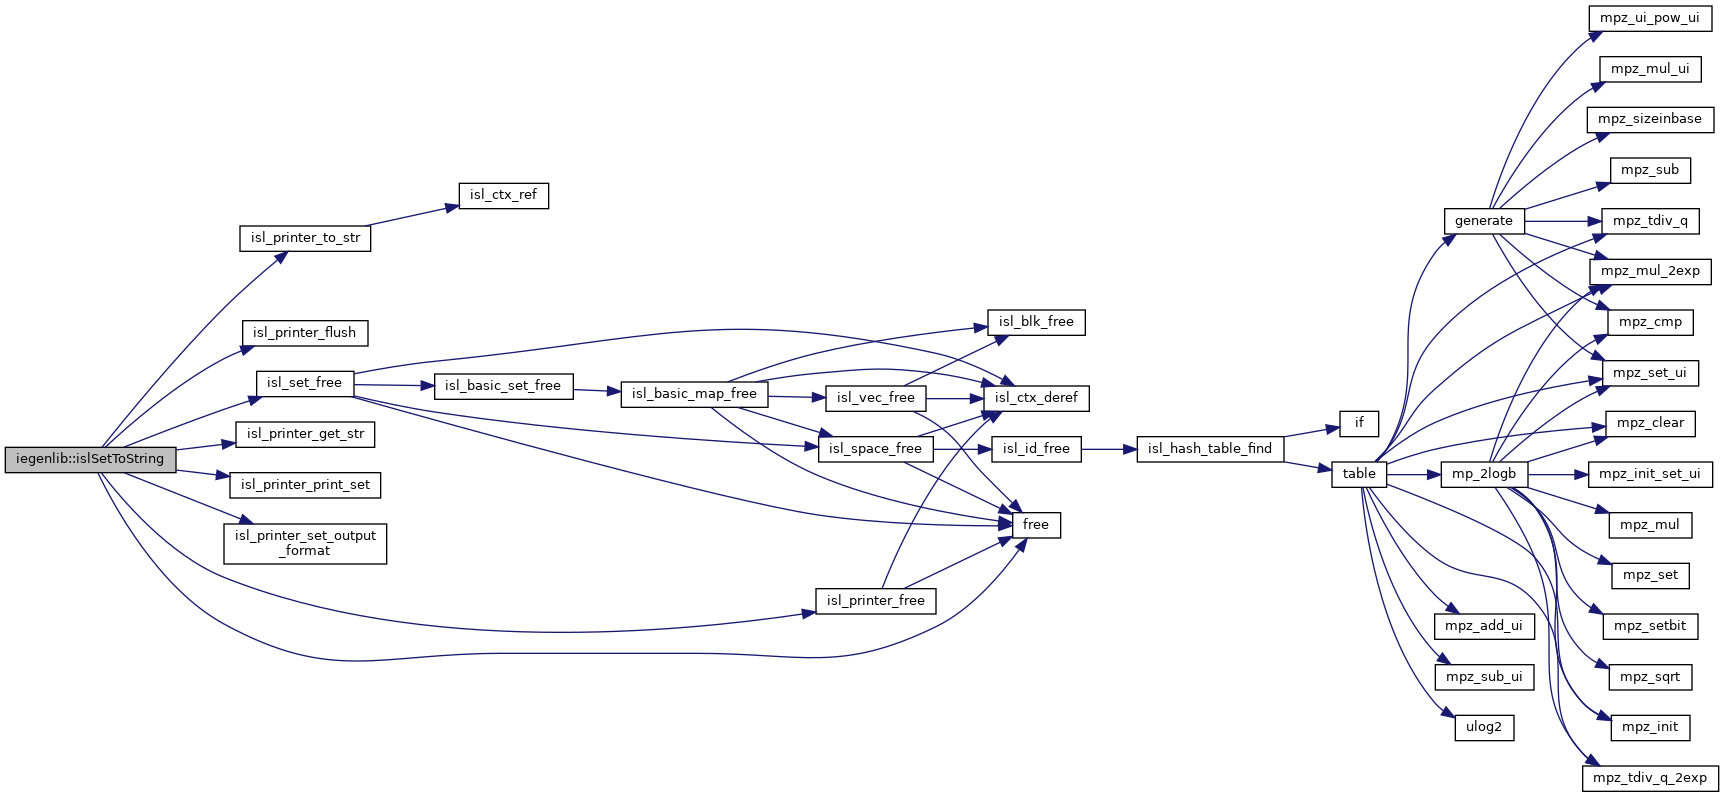 iegenlib::islSetToString
isl_printer_to_str
isl_ctx_ref
isl_printer_flush
isl_set_free
isl_printer_get_str
isl_printer_print_set
isl_printer_set_output
_format
isl_basic_set_free
isl_basic_map_free
isl_vec_free
isl_space_free
isl_printer_free
isl_blk_free
isl_ctx_deref
isl_id_free
free
isl_hash_table_find
if
table
generate
mp_2logb
mpz_add_ui
mpz_sub_ui
ulog2
mpz_ui_pow_ui
mpz_mul_ui
mpz_sizeinbase
mpz_sub
mpz_tdiv_q
mpz_mul_2exp
mpz_cmp
mpz_set_ui
mpz_clear
mpz_init_set_ui
mpz_mul
mpz_set
mpz_setbit
mpz_sqrt
mpz_init
mpz_tdiv_q_2exp